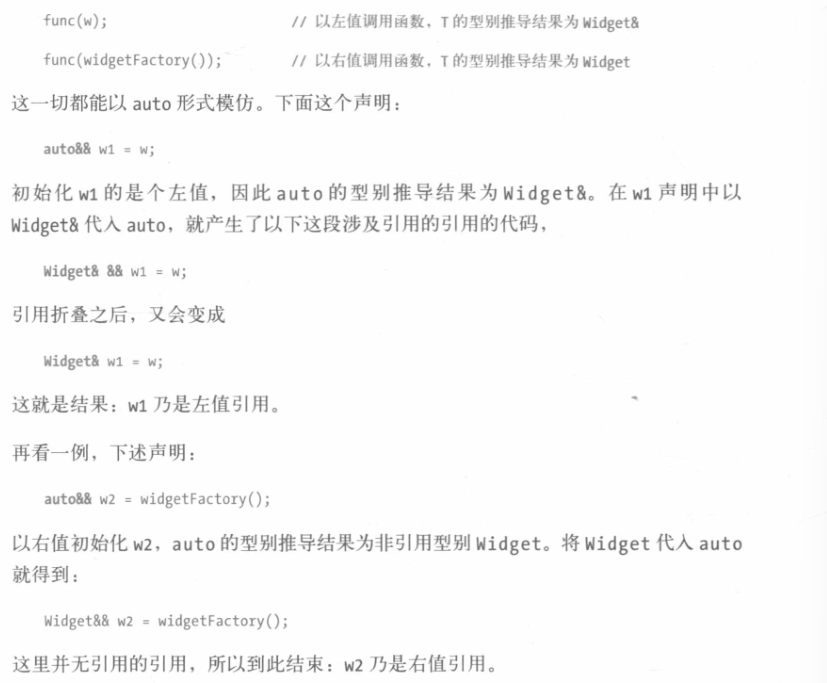 func(w); // 以左值调用函数，T 的型别推导结果为 Widget&
func(widgetFactory()); // 以右值调用函数，T 的型别推导结果为 Widget
这一切都能以 auto 形式模仿。下面这个声明：
auto&& w1 = w;
初始化 w1 的是个左值，因此 auto 的型别推导结果为 Widget&。在 w1 声明中以
Widget& 代入 auto，就产生了以下这段涉及引用的引用的代码，
Widget& && w1 = w;
引用折叠之后，又会变成
Widget& w1 = w;
这就是结果：w1 乃是左值引用。
再看一例，下述声明：
auto&& w2 = widgetFactory();
以右值初始化 w2，auto 的型别推导结果为非引用型别 Widget。将 Widget 代入 auto
就得到：
Widget&& w2 = widgetFactory();
这里并无引用的引用，所以到此结束：w2 乃是右值引用。